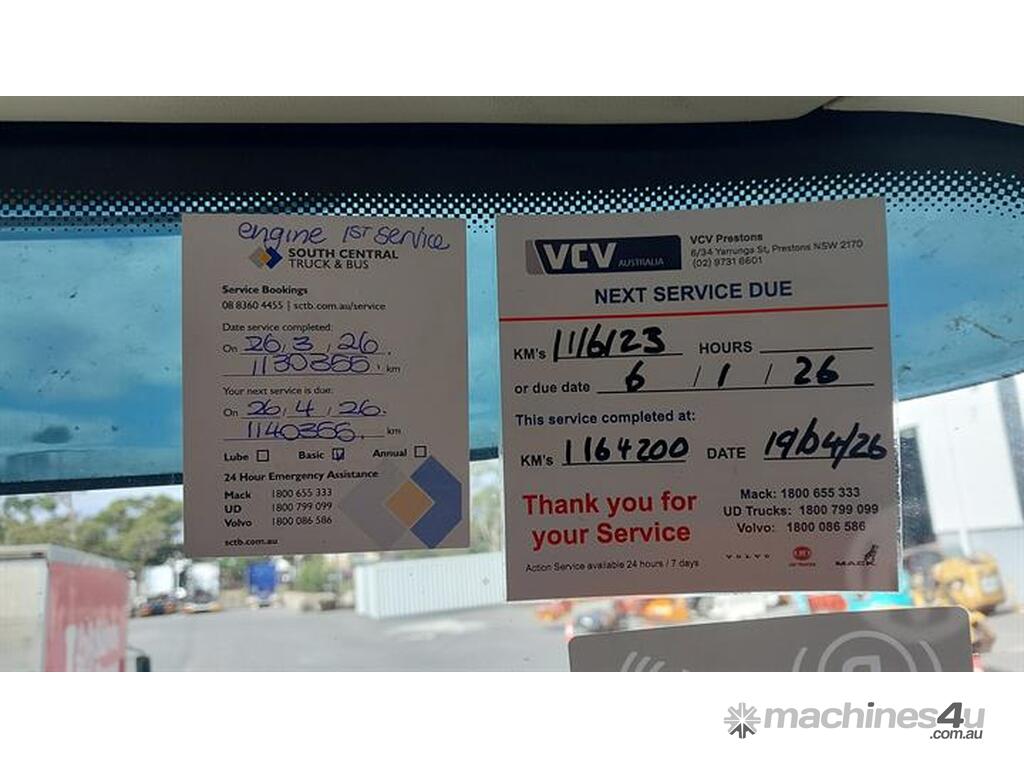 engine 1ST service
SOUTH CENTRAL
TRUCK & BUS
Service Bookings
08 8360 4455 | sctb.com.au/service
Date service completed:
On 26, 3, 26
1130355. km
Your next service is due:
On 26, 4, 26.
1140355. km
Lube Basic Annual
24 Hour Emergency Assistance
Mack 1800 655 333
UD 1800 799 099
Volvo 1800 086 586
sctb.com.au
VCV AUSTRALIA
VCV Prestons
6/34 Yarrunga St, Prestons NSW 2170
(02) 9731 6601
NEXT SERVICE DUE
KM's 1116123 HOURS
or due date 6 / 1 / 26
This service completed at:
KM's 1164200 DATE 19/04/26
Thank you for
your Service
Mack: 1800 655 333
UD Trucks: 1800 799 099
Volvo: 1800 086 586
Action Service available 24 hours / 7 days
VOLVO UD TRUCKS MACK
machines4u
.com.au